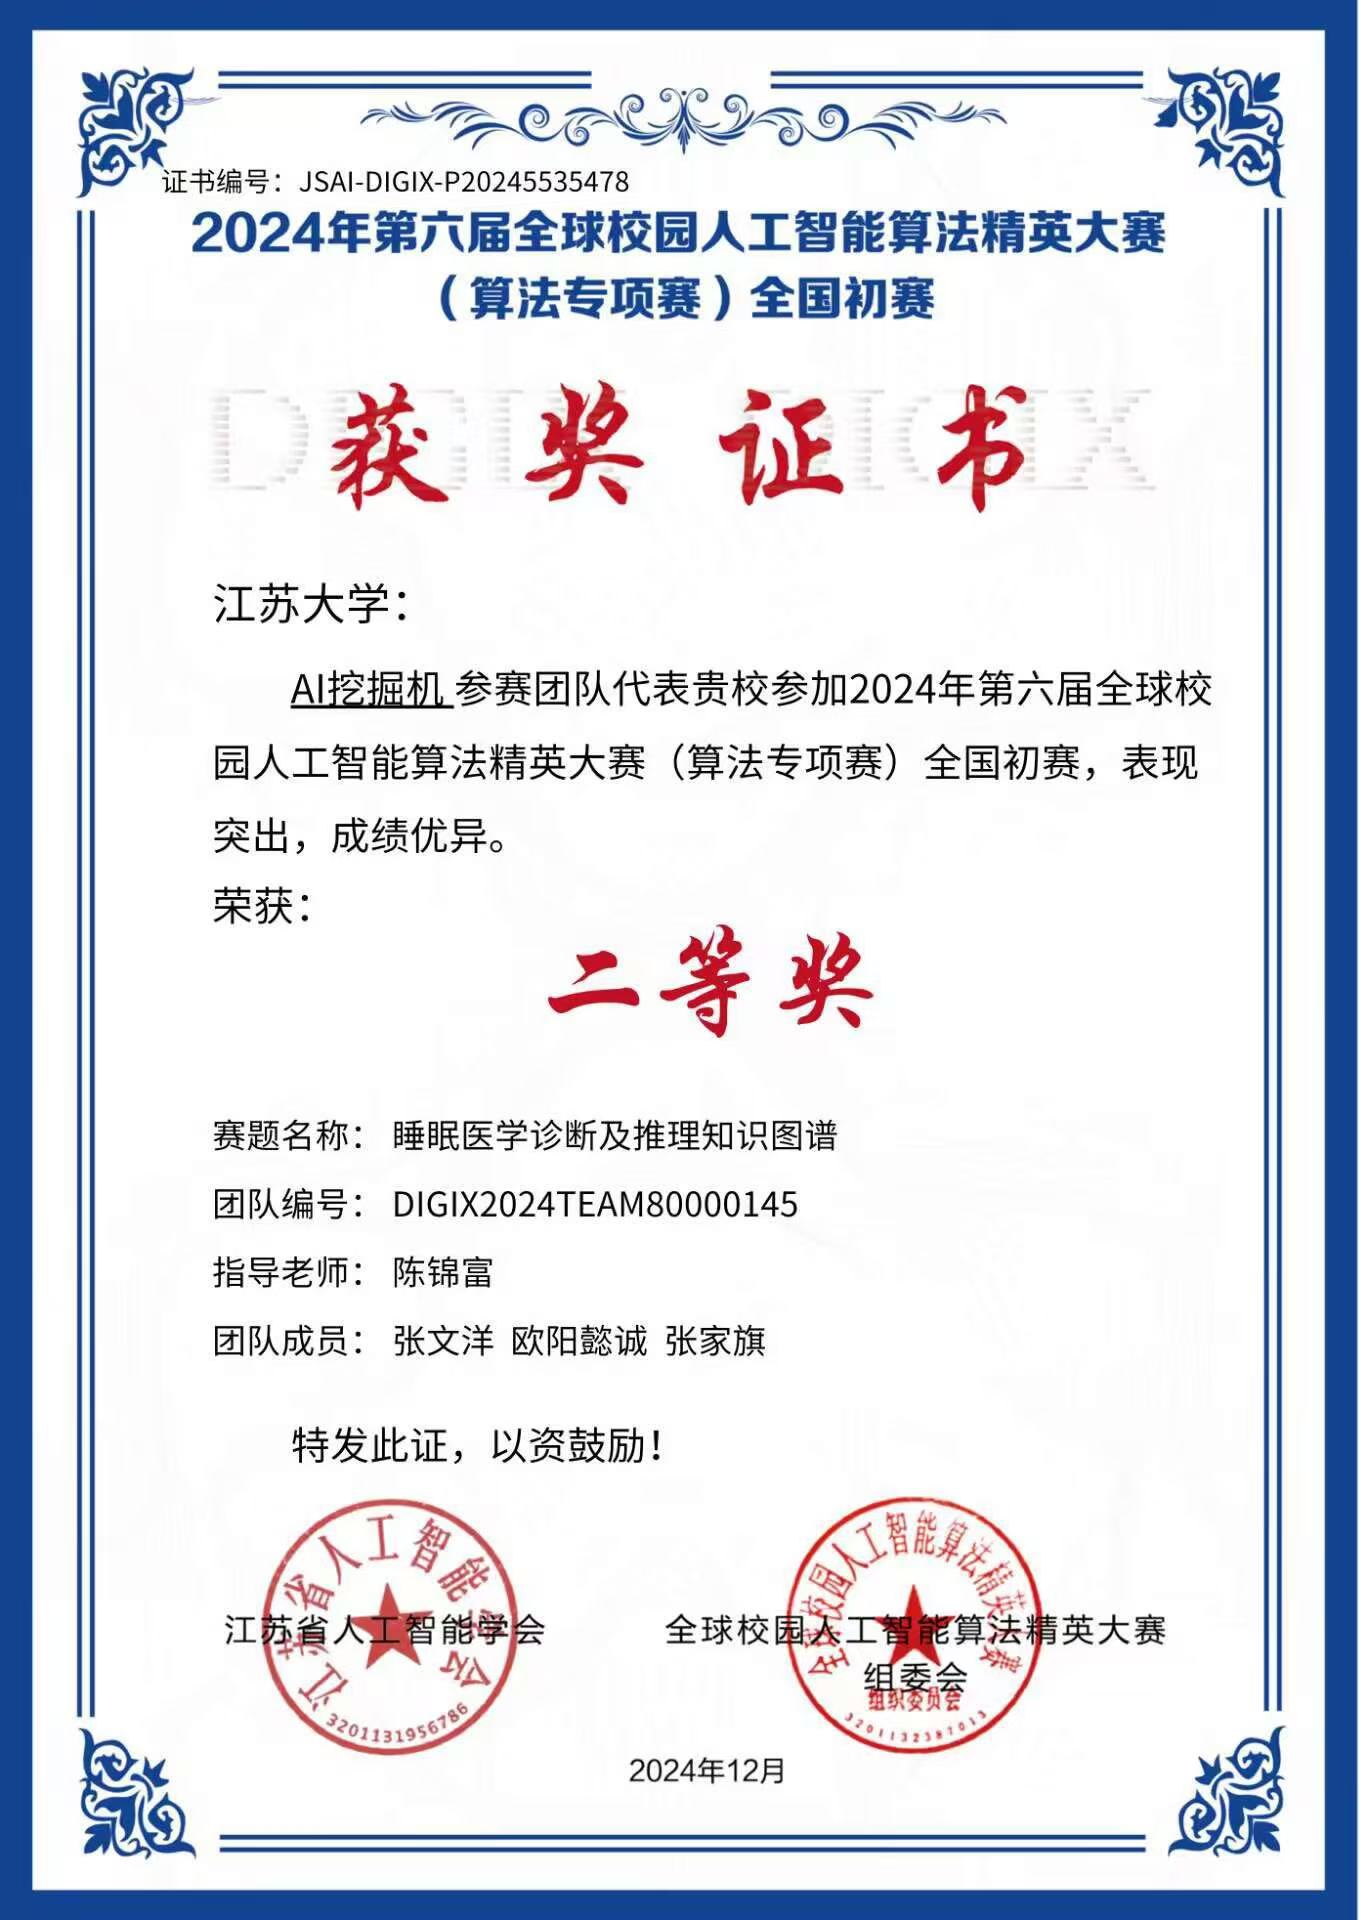 证书编号：JSAI-DIGIX-P20245535478
2024年第六届全球校园人工智能算法精英大赛
（算法专项赛）全国初赛
DIGIX DIGIX
获奖证书
江苏大学：
AI挖掘机 参赛团队代表贵校参加2024年第六届全球校
园人工智能算法精英大赛（算法专项赛）全国初赛，表现
突出，成绩优异。
荣获：
二等奖
赛题名称： 睡眠医学诊断及推理知识图谱
团队编号： DIGIX2024TEAM80000145
指导老师： 陈锦富
团队成员： 张文洋 欧阳懿诚 张家旗
特发此证，以资鼓励！
江苏省人工智能学会
3201131956786
江苏省人工智能学会
全球校园人工智能算法精英大赛
组织委员会
3201132387013
全球校园人工智能算法精英大赛
组委会
2024年12月